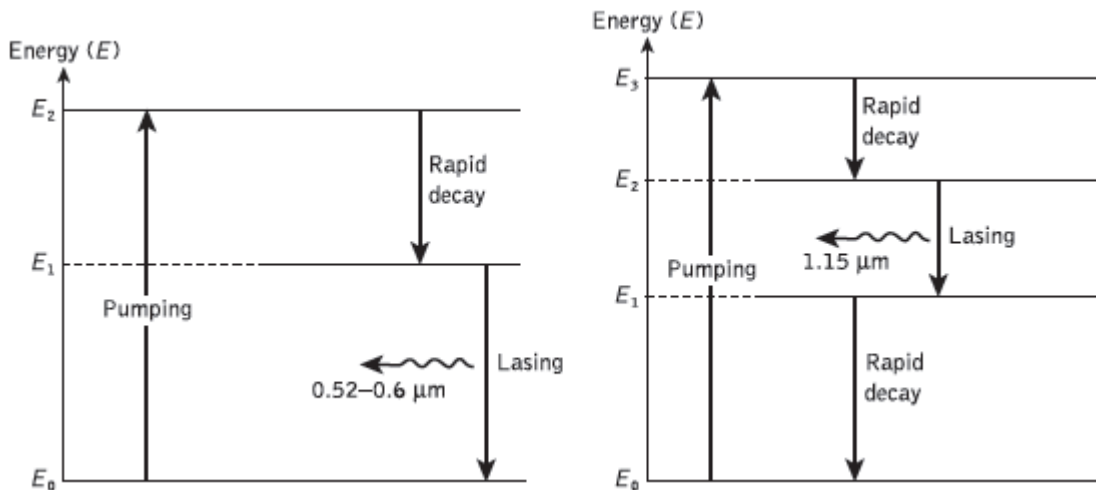 Energy (E)
E2
Rapid
decay
E1
Pumping
Lasing
0.52–0.6 μm
E0
Energy (E)
E3
Rapid
decay
E2
Lasing
1.15 μm
Pumping
E1
Rapid
decay
E0